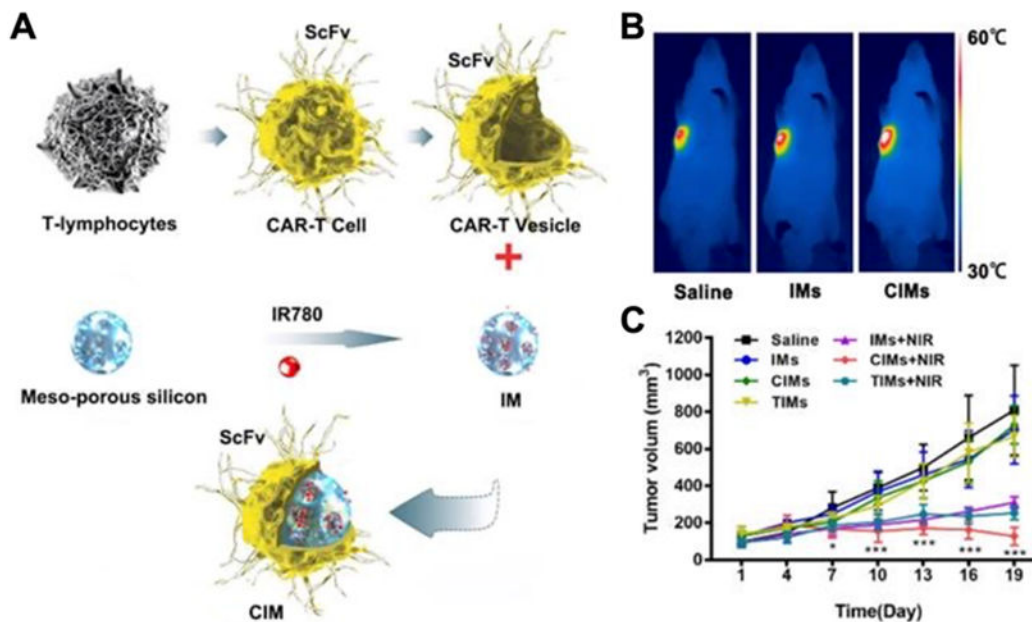 A
ScFv
ScFv
T-lymphocytes
CAR-T Cell
CAR-T Vesicle
IR780
Meso-porous silicon
IM
ScFv
CIM
B
60℃
30℃
Saline
IMs
CIMs
C
1200
1000
800
600
400
200
0
Tumor volum (mm³)
Saline
IMs
CIMs
TIMs
IMs+NIR
CIMs+NIR
TIMs+NIR
*
***
***
***
***
1
4
7
10
13
16
19
Time(Day)